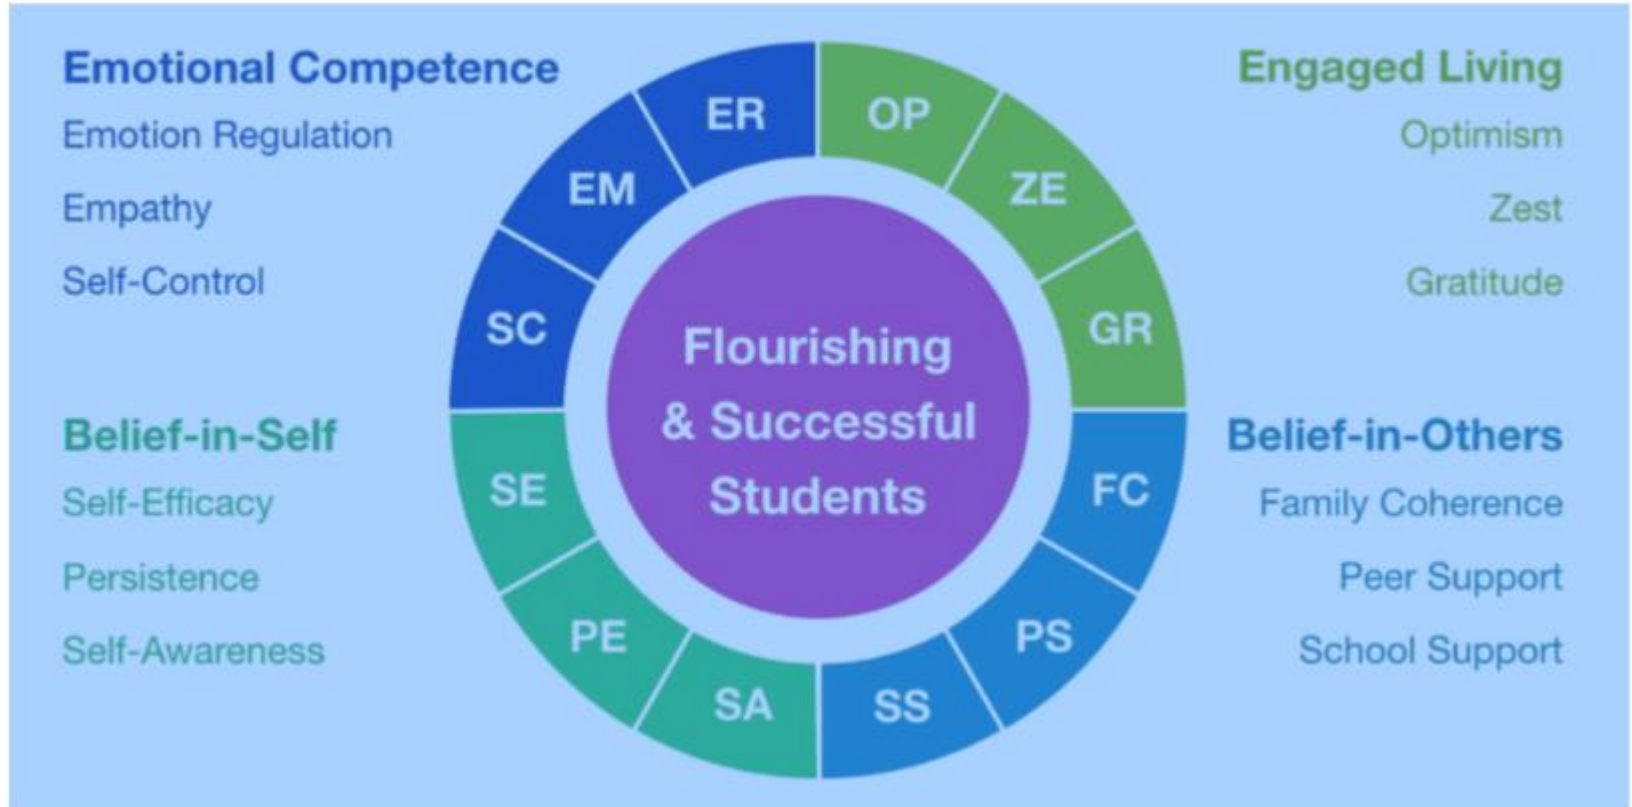 Emotional Competence
Emotion Regulation
Empathy
Self-Control
Belief-in-Self
Self-Efficacy
Persistence
Self-Awareness
ER
OP
EM
ZE
SC
GR
Flourishing
& Successful
Students
SE
FC
PE
PS
SA
SS
Engaged Living
Optimism
Zest
Gratitude
Belief-in-Others
Family Coherence
Peer Support
School Support